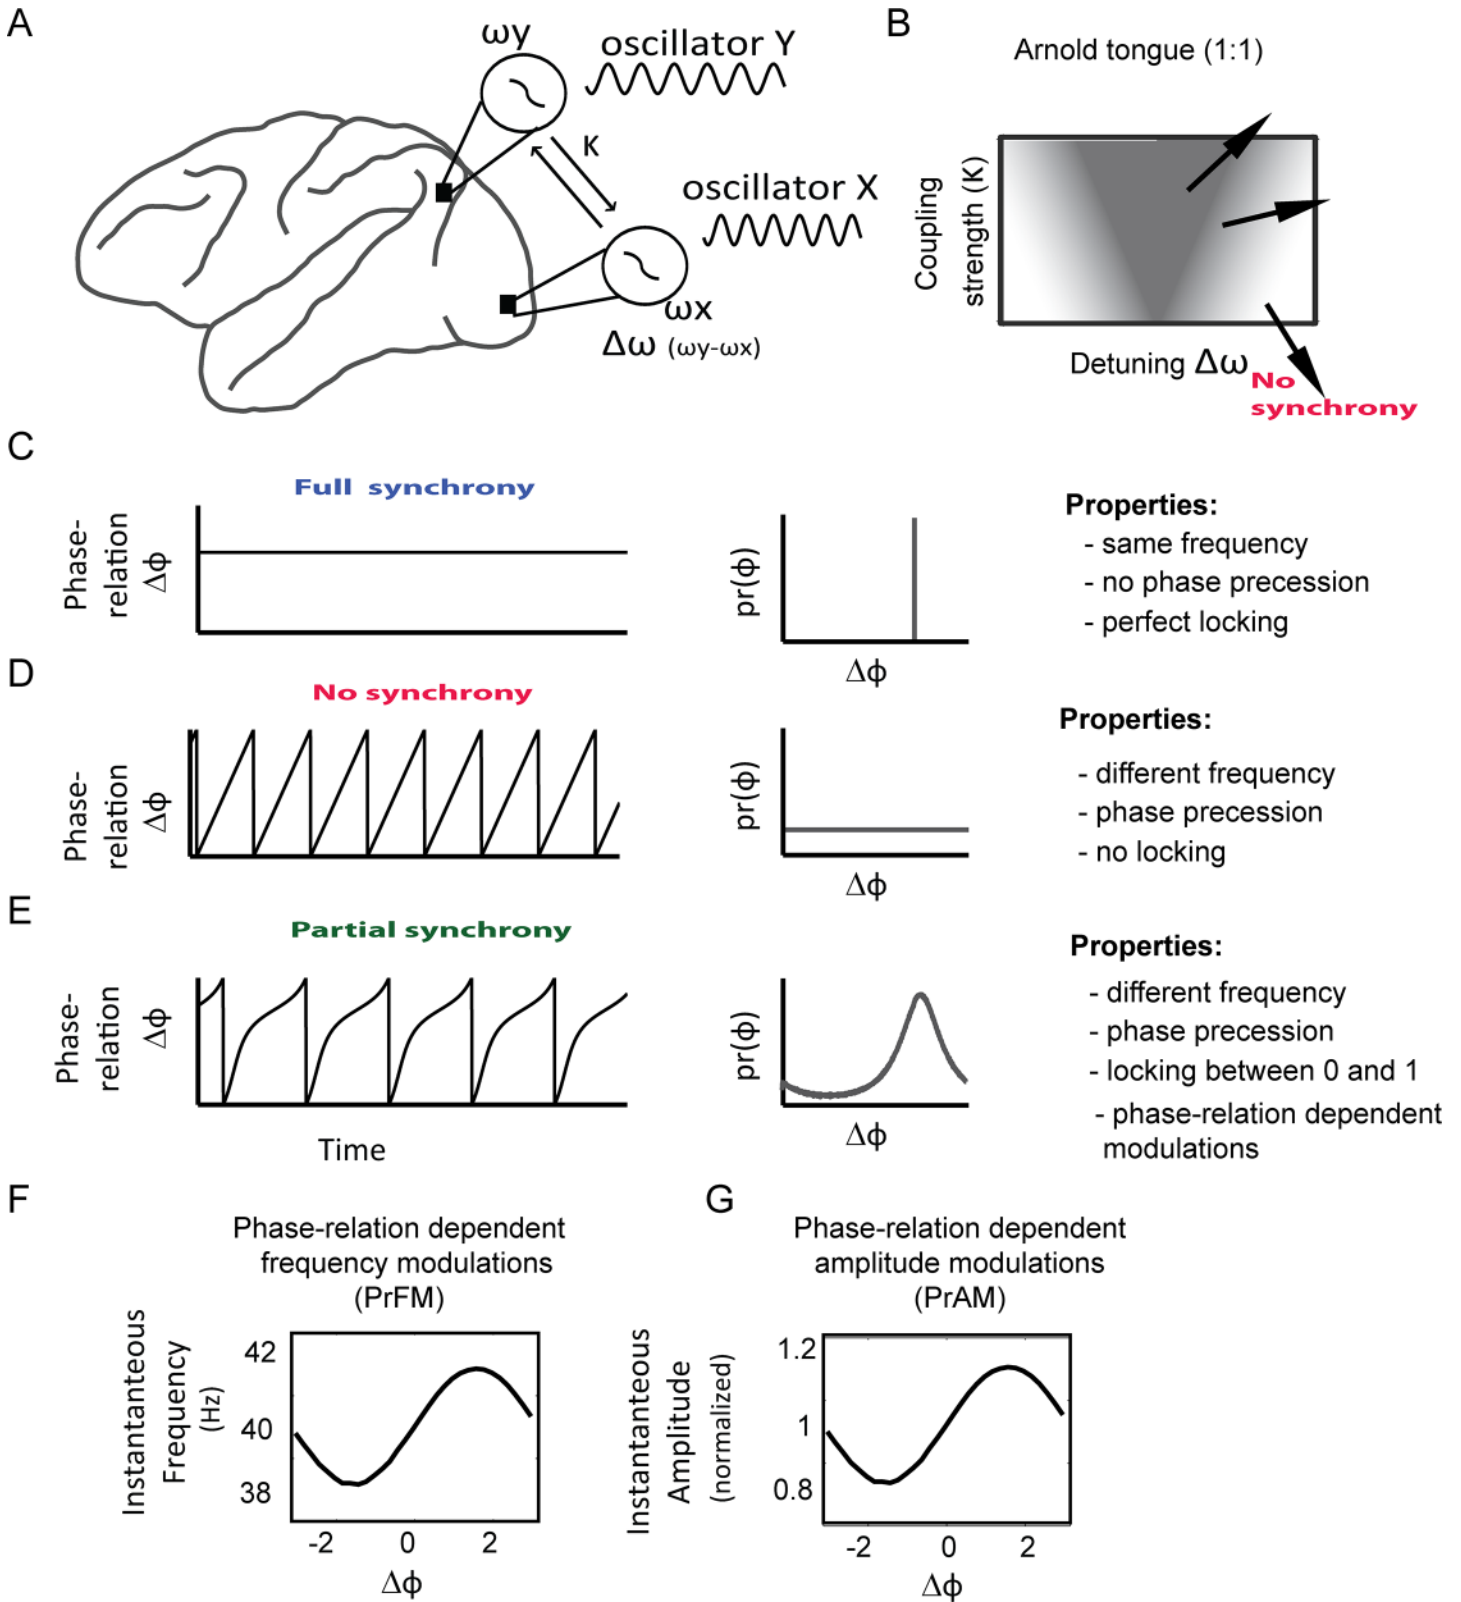 A
ωy
oscillator Y
K
oscillator X
ωx
Δω (ωy-ωx)
B
Arnold tongue (1:1)
Coupling
strength (K)
Detuning Δω
No
synchrony
C
Full synchrony
Phase-
relation
Δϕ
pr(ϕ)
Δϕ
Properties:
- same frequency
- no phase precession
- perfect locking
D
No synchrony
Phase-
relation
Δϕ
pr(ϕ)
Δϕ
Properties:
- different frequency
- phase precession
- no locking
E
Partial synchrony
Phase-
relation
Δϕ
Time
pr(ϕ)
Δϕ
Properties:
- different frequency
- phase precession
- locking between 0 and 1
- phase-relation dependent
modulations
F
Phase-relation dependent
frequency modulations
(PrFM)
Instantaneous
Frequency
(Hz)
42
40
38
-2 0 2
Δϕ
G
Phase-relation dependent
amplitude modulations
(PrAM)
Instantaneous
Amplitude
(normalized)
1.2
1
0.8
-2 0 2
Δϕ